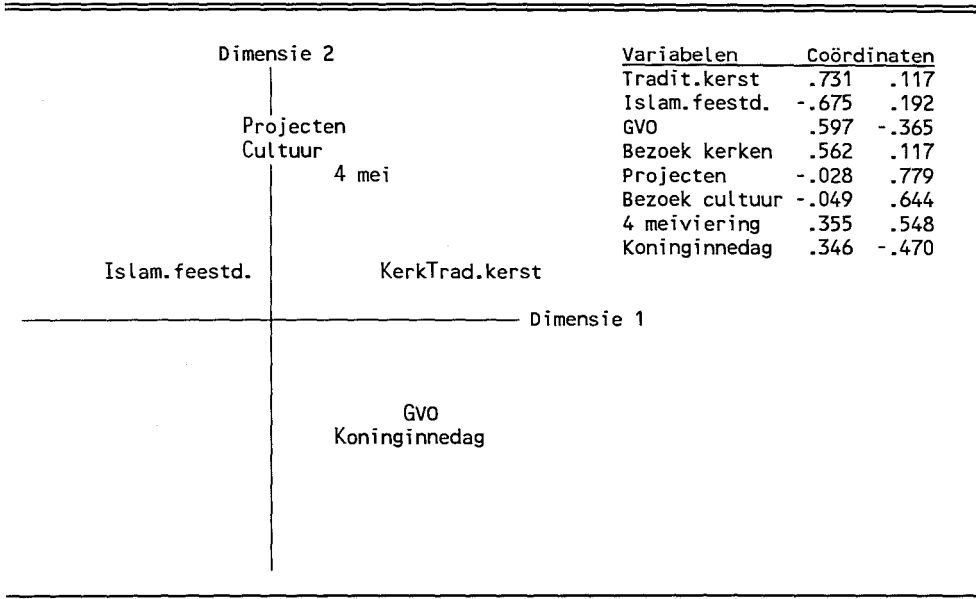 Dimensie 2
Variabelen Coördinaten
Tradit.kerst .731 .117
Islam.feestd. -.675 .192
GVO .597 -.365
Bezoek kerken .562 .117
Projecten -.028 .779
Bezoek cultuur -.049 .644
4 meiviering .355 .548
Koninginnedag .346 -.470
Projecten
Cultuur
4 mei
Islam.feestd. KerkTrad.kerst
Dimensie 1
GVO
Koninginnedag